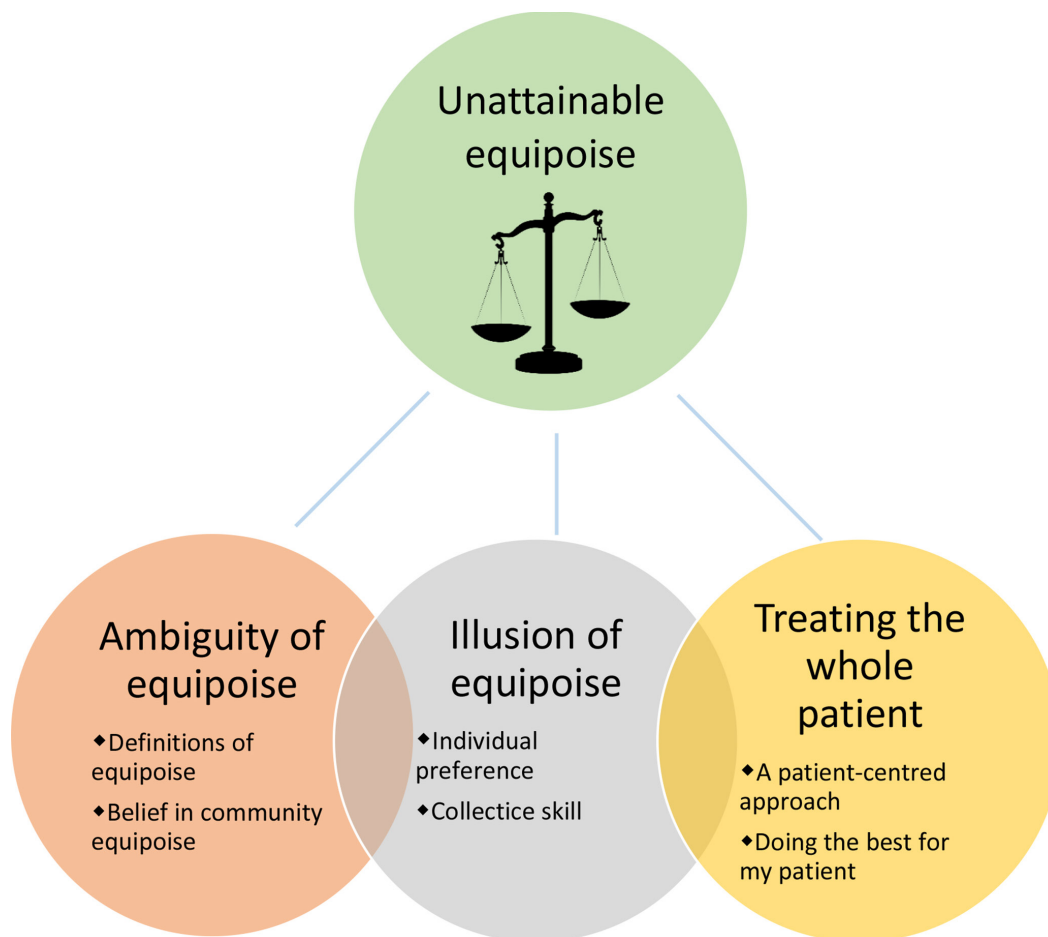 Unattainable
equipoise
Ambiguity of
equipoise
◆Definitions of
equipoise
◆Belief in community
equipoise
Illusion of
equipoise
◆Individual
preference
◆Collectice skill
Treating the
whole
patient
◆A patient-centred
approach
◆Doing the best for
my patient